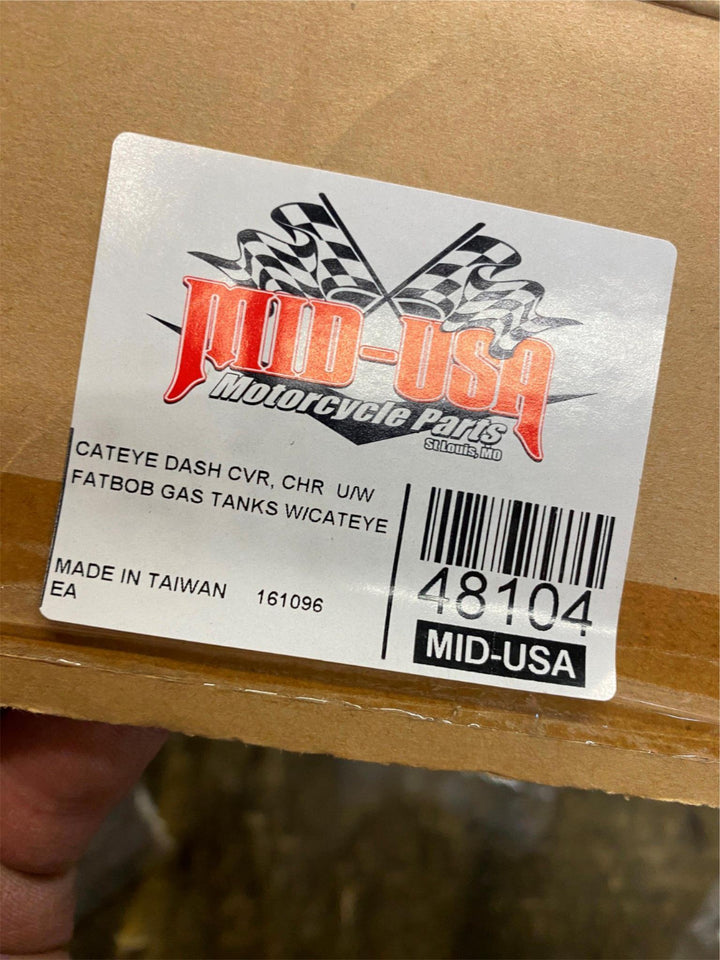 MID-USA
Motorcycle Parts
St Louis, MO
CATEYE DASH CVR, CHR U/W
FATBOB GAS TANKS W/CATEYE
MADE IN TAIWAN 161096
EA
48104
MID-USA